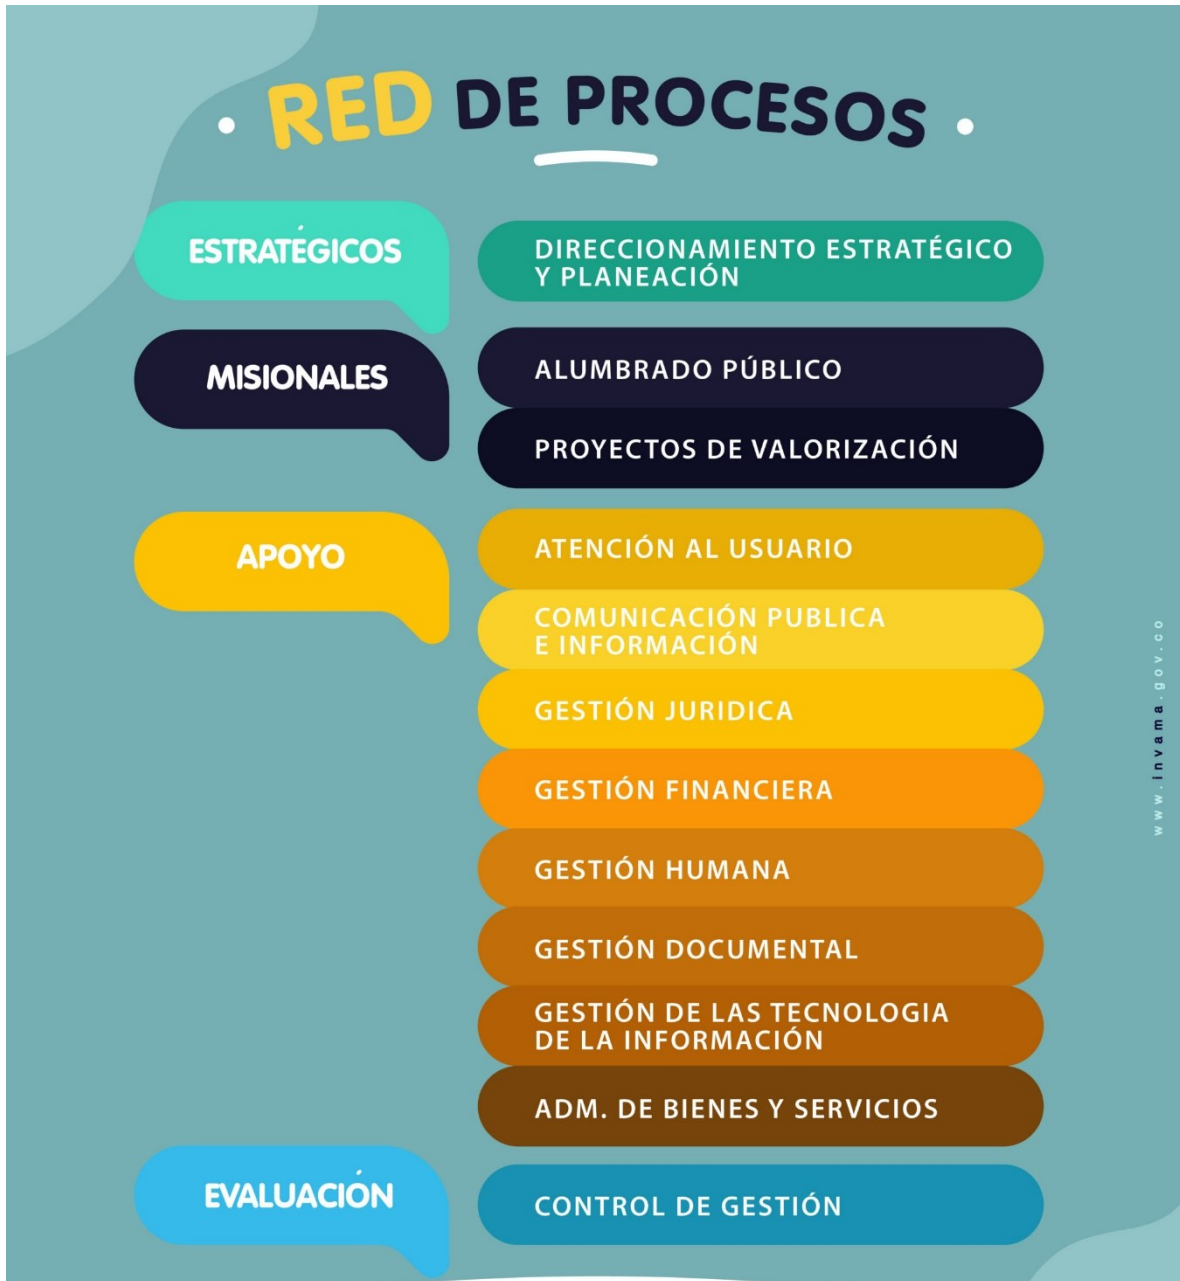 RED DE PROCESOS
ESTRATÉGICOS
DIRECCIONAMIENTO ESTRATÉGICO
Y PLANEACIÓN
MISIONALES
ALUMBRADO PÚBLICO
PROYECTOS DE VALORIZACIÓN
APOYO
ATENCIÓN AL USUARIO
COMUNICACIÓN PUBLICA
E INFORMACIÓN
GESTIÓN JURIDICA
GESTIÓN FINANCIERA
GESTIÓN HUMANA
GESTIÓN DOCUMENTAL
GESTIÓN DE LAS TECNOLOGIA
DE LA INFORMACIÓN
ADM. DE BIENES Y SERVICIOS
EVALUACIÓN
CONTROL DE GESTIÓN
www.invama.gov.co